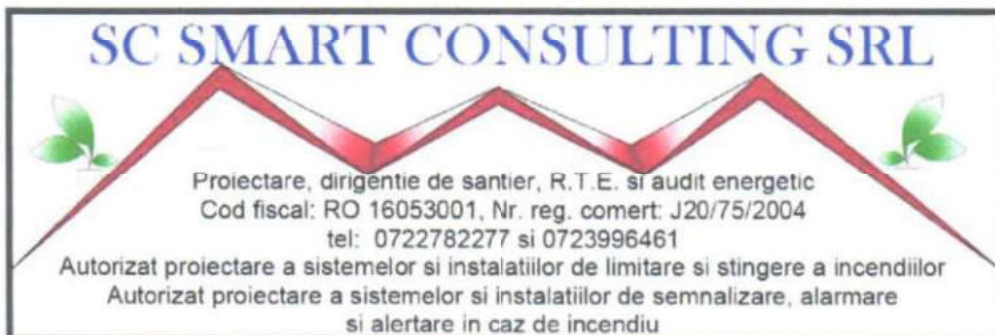 SC SMART CONSULTING SRL
Proiectare, dirigentie de santier, R.T.E. si audit energetic
Cod fiscal: RO 16053001, Nr. reg. comert: J20/75/2004
tel: 0722782277 si 0723996461
Autorizat proiectare a sistemelor si instalatiilor de limitare si stingere a incendiilor
Autorizat proiectare a sistemelor si instalatiilor de semnalizare, alarmare
si alertare in caz de incendiu